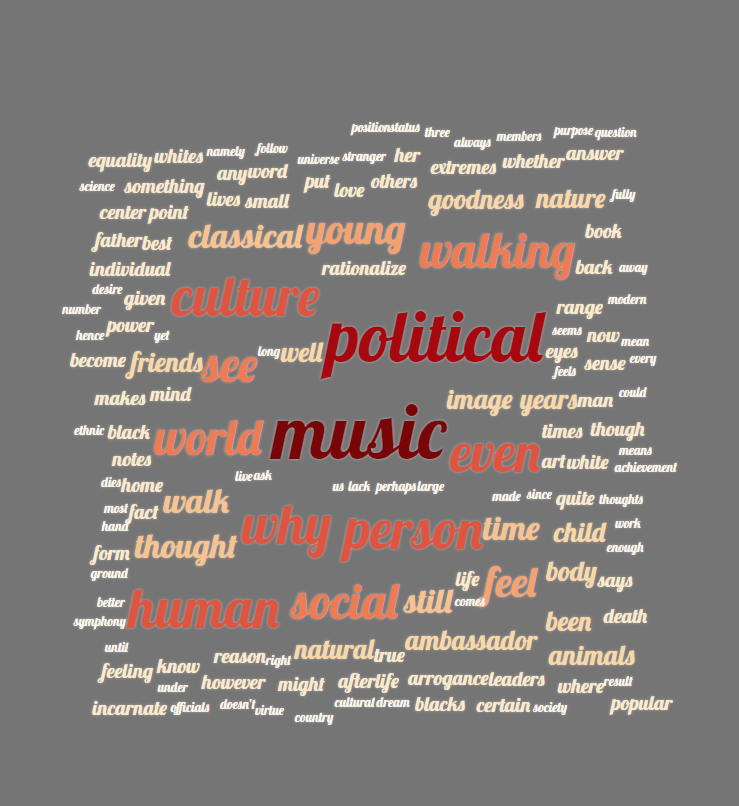 positionstatus three always members purpose question
equality whites namely follow universe stranger her extremes whether answer
science something anyword put love others goodness nature fully
center point lives small
father best classical young walking book
individual rationalize back away
desire number given culture range modern
hence power yet political seems now mean
become friends see long well eyes feels sense every
makes mind image years man could
ethnic black world music even times though
notes art white means achievement
dies home live ask us lack perhaps large made since quite thoughts
most fact walk why person time child work
hand form thought enough
ground life feel body says
better human social still comes
symphony been death
until reason right natural true ambassador animals
feeling know however might afterlife arrogance leaders where result
under
incarnate officials doesn't virtue country cultural dream blacks certain society popular